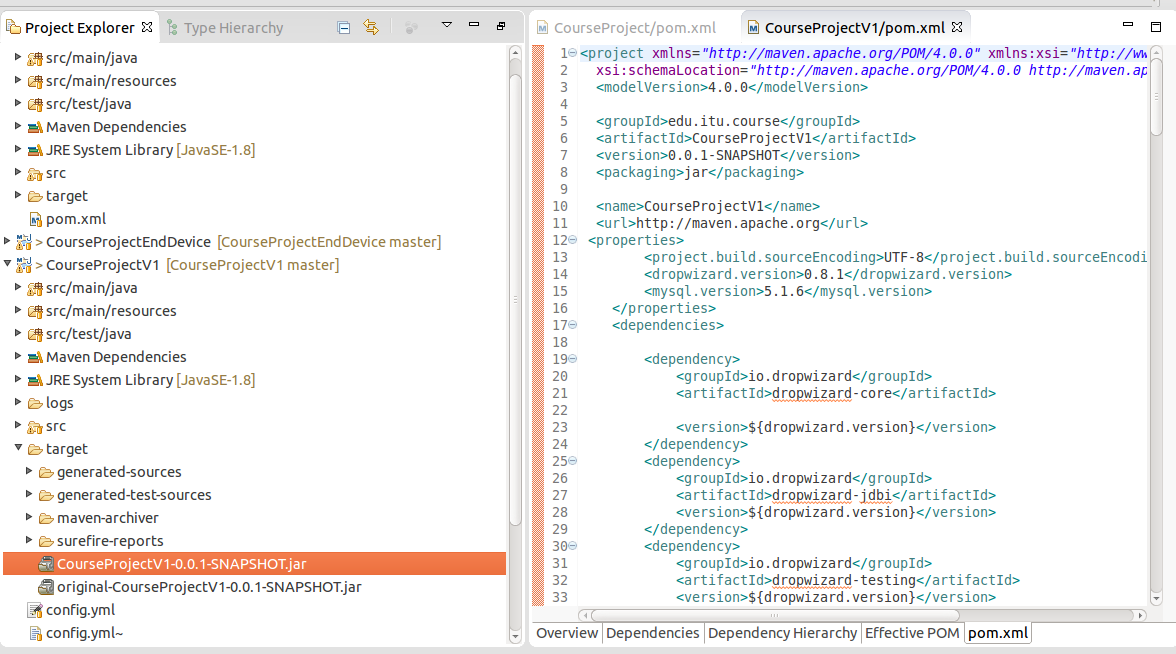 Project Explorer
Type Hierarchy
src/main/java
src/main/resources
src/test/java
Maven Dependencies
JRE System Library [JavaSE-1.8]
src
target
pom.xml
> CourseProjectEndDevice [CourseProjectEndDevice master]
> CourseProjectV1 [CourseProjectV1 master]
src/main/java
src/main/resources
src/test/java
Maven Dependencies
JRE System Library [JavaSE-1.8]
logs
src
target
generated-sources
generated-test-sources
maven-archiver
surefire-reports
CourseProjectV1-0.0.1-SNAPSHOT.jar
original-CourseProjectV1-0.0.1-SNAPSHOT.jar
config.yml
config.yml~
CourseProject/pom.xml
CourseProjectV1/pom.xml
1 <project xmlns="http://maven.apache.org/POM/4.0.0" xmlns:xsi="http://ww
2 xsi:schemaLocation="http://maven.apache.org/POM/4.0.0 http://maven.ap
3 <modelVersion>4.0.0</modelVersion>
4
5 <groupId>edu.itu.course</groupId>
6 <artifactId>CourseProjectV1</artifactId>
7 <version>0.0.1-SNAPSHOT</version>
8 <packaging>jar</packaging>
9
10 <name>CourseProjectV1</name>
11 <url>http://maven.apache.org</url>
12 <properties>
13 <project.build.sourceEncoding>UTF-8</project.build.sourceEncodi
14 <dropwizard.version>0.8.1</dropwizard.version>
15 <mysql.version>5.1.6</mysql.version>
16 </properties>
17 <dependencies>
18
19 <dependency>
20 <groupId>io.dropwizard</groupId>
21 <artifactId>dropwizard-core</artifactId>
22
23 <version>${dropwizard.version}</version>
24 </dependency>
25 <dependency>
26 <groupId>io.dropwizard</groupId>
27 <artifactId>dropwizard-jdbi</artifactId>
28 <version>${dropwizard.version}</version>
29 </dependency>
30 <dependency>
31 <groupId>io.dropwizard</groupId>
32 <artifactId>dropwizard-testing</artifactId>
33 <version>${dropwizard.version}</version>
Overview Dependencies Dependency Hierarchy Effective POM pom.xml